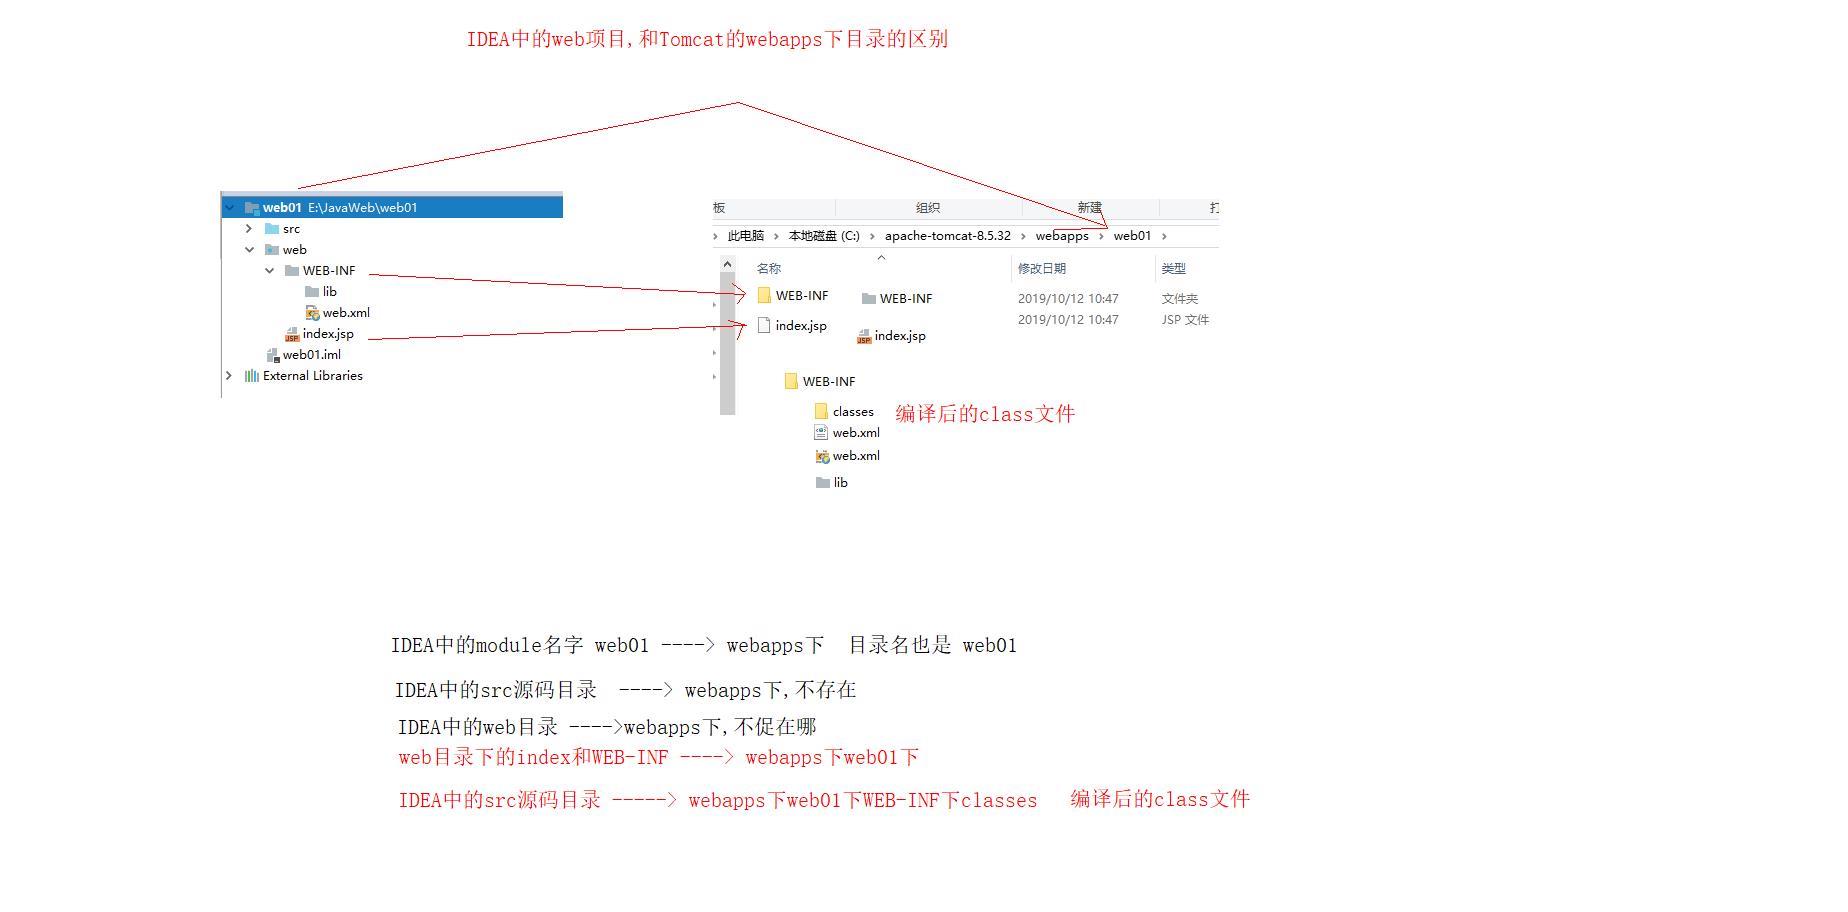 IDEA中的web项目,和Tomcat的webapps下目录的区别
web01 E:\JavaWeb\web01
src
web
WEB-INF
lib
web.xml
index.jsp
web01.iml
External Libraries
板 组织 新建 打
此电脑 本地磁盘 (C:) apache-tomcat-8.5.32 webapps web01
名称 修改日期 类型
WEB-INF WEB-INF 2019/10/12 10:47 文件夹
index.jsp index.jsp 2019/10/12 10:47 JSP 文件
WEB-INF
classes 编译后的class文件
web.xml
web.xml
lib
IDEA中的module名字 web01 ----> webapps下 目录名也是 web01
IDEA中的src源码目录 ----> webapps下,不存在
IDEA中的web目录 ---->webapps下,不促在哪
web目录下的index和WEB-INF ----> webapps下web01下
IDEA中的src源码目录 -----> webapps下web01下WEB-INF下classes 编译后的class文件